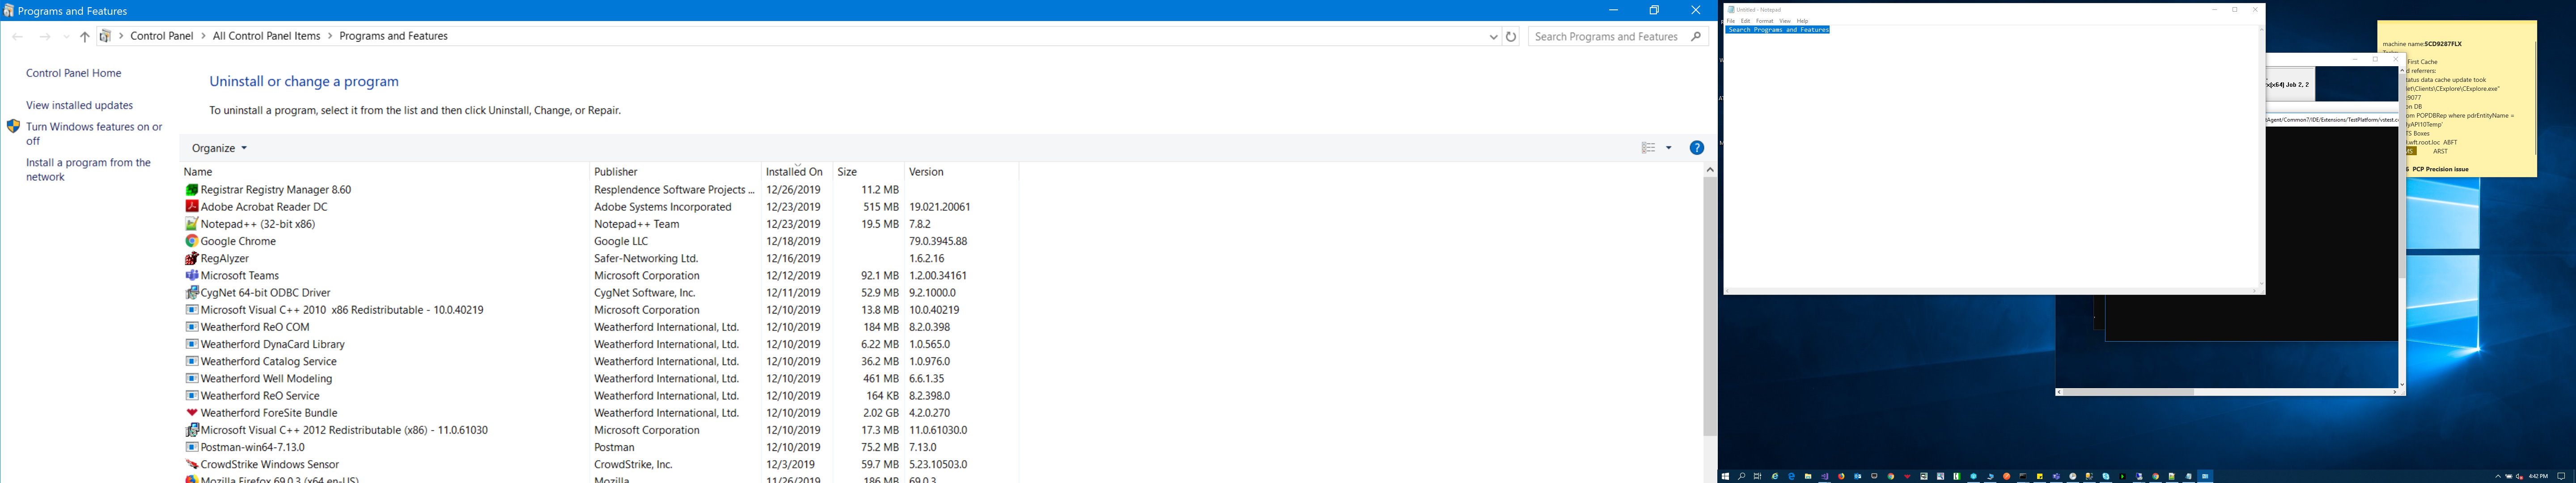 Programs and Features
Control Panel > All Control Panel Items > Programs and Features
Search Programs and Features
Control Panel Home
View installed updates
Turn Windows features on or
off
Install a program from the
network
Uninstall or change a program
To uninstall a program, select it from the list and then click Uninstall, Change, or Repair.
Organize
Name Publisher Installed On Size Version
Registrar Registry Manager 8.60 Resplendence Software Projects ... 12/26/2019 11.2 MB
Adobe Acrobat Reader DC Adobe Systems Incorporated 12/23/2019 515 MB 19.021.20061
Notepad++ (32-bit x86) Notepad++ Team 12/23/2019 19.5 MB 7.8.2
Google Chrome Google LLC 12/18/2019 79.0.3945.88
RegAlyzer Safer-Networking Ltd. 12/16/2019 1.6.2.16
Microsoft Teams Microsoft Corporation 12/12/2019 92.1 MB 1.2.00.34161
CygNet 64-bit ODBC Driver CygNet Software, Inc. 12/11/2019 52.9 MB 9.2.1000.0
Microsoft Visual C++ 2010 x86 Redistributable - 10.0.40219 Microsoft Corporation 12/10/2019 13.8 MB 10.0.40219
Weatherford ReO COM Weatherford International, Ltd. 12/10/2019 184 MB 8.2.0.398
Weatherford DynaCard Library Weatherford International, Ltd. 12/10/2019 6.22 MB 1.0.565.0
Weatherford Catalog Service Weatherford International, Ltd. 12/10/2019 36.2 MB 1.0.976.0
Weatherford Well Modeling Weatherford International, Ltd. 12/10/2019 461 MB 6.6.1.35
Weatherford ReO Service Weatherford International, Ltd. 12/10/2019 164 KB 8.2.398.0
Weatherford ForeSite Bundle Weatherford International, Ltd. 12/10/2019 2.02 GB 4.2.0.270
Microsoft Visual C++ 2012 Redistributable (x86) - 11.0.61030 Microsoft Corporation 12/10/2019 17.3 MB 11.0.61030.0
Postman-win64-7.13.0 Postman 12/10/2019 75.2 MB 7.13.0
CrowdStrike Windows Sensor CrowdStrike, Inc. 12/3/2019 59.7 MB 5.23.10503.0
Mozilla Firefox 69.0.3 (x64 en-US) Mozilla 11/26/2019 186 MB 69.0.3
Untitled - Notepad
File Edit Format View Help
Search Programs and Features
machine name:SCD9287FLX
First Cache
d referrers:
tatus data cache update took
let\Clients\CExplore\CExplore.exe"
9077
on DB
om POPDBRep where pdrEntityName =
lyAPI10Temp'
TS Boxes
.wft.root.loc ABFT
MS ARST
6 PCP Precision issue
x|x64] Job 2, 2
Agent/Common7/IDE/Extensions/TestPlatform/vstest.c
4:42 PM